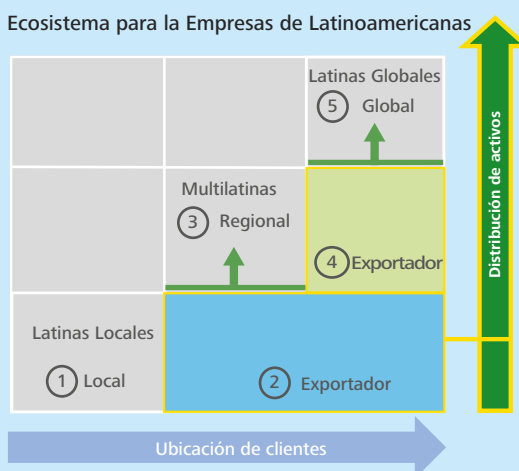 Ecosistema para la Empresas de Latinoamericanas
Latinas Globales
5 Global
Multilatinas
3 Regional
4 Exportador
Latinas Locales
1 Local
2 Exportador
Distribución de activos
Ubicación de clientes